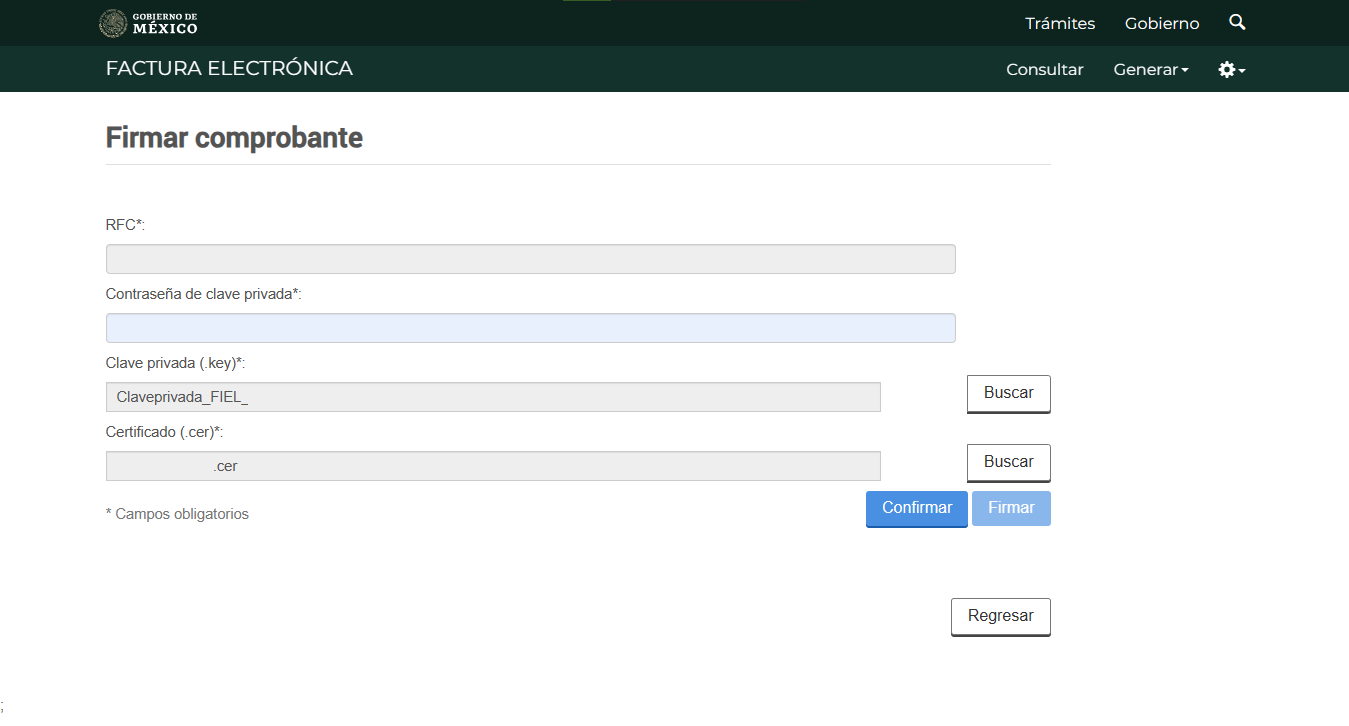 GOBIERNO DE
MÉXICO
Trámites
Gobierno
FACTURA ELECTRÓNICA
Consultar
Generar
Firmar comprobante
RFC*:
Contraseña de clave privada*:
Clave privada (.key)*:
Claveprivada_FIEL_
Buscar
Certificado (.cer)*:
.cer
Buscar
* Campos obligatorios
Confirmar
Firmar
Regresar
;